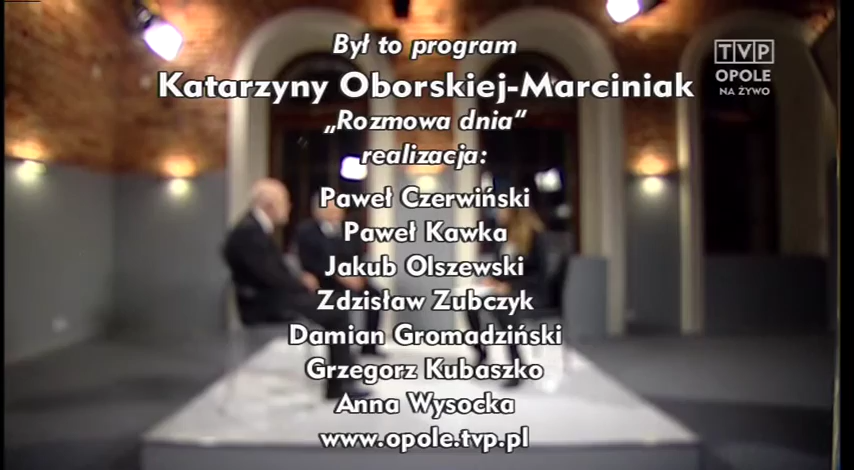 Był to program
Katarzyny Oborskiej-Marciniak
„Rozmowa dnia“
realizacja:
Paweł Czerwiński
Paweł Kawka
Jakub Olszewski
Zdzisław Zubczyk
Damian Gromadziński
Grzegorz Kubaszko
Anna Wysocka
www.opole.tvp.pl
TVP
OPOLE
NA ŻYWO